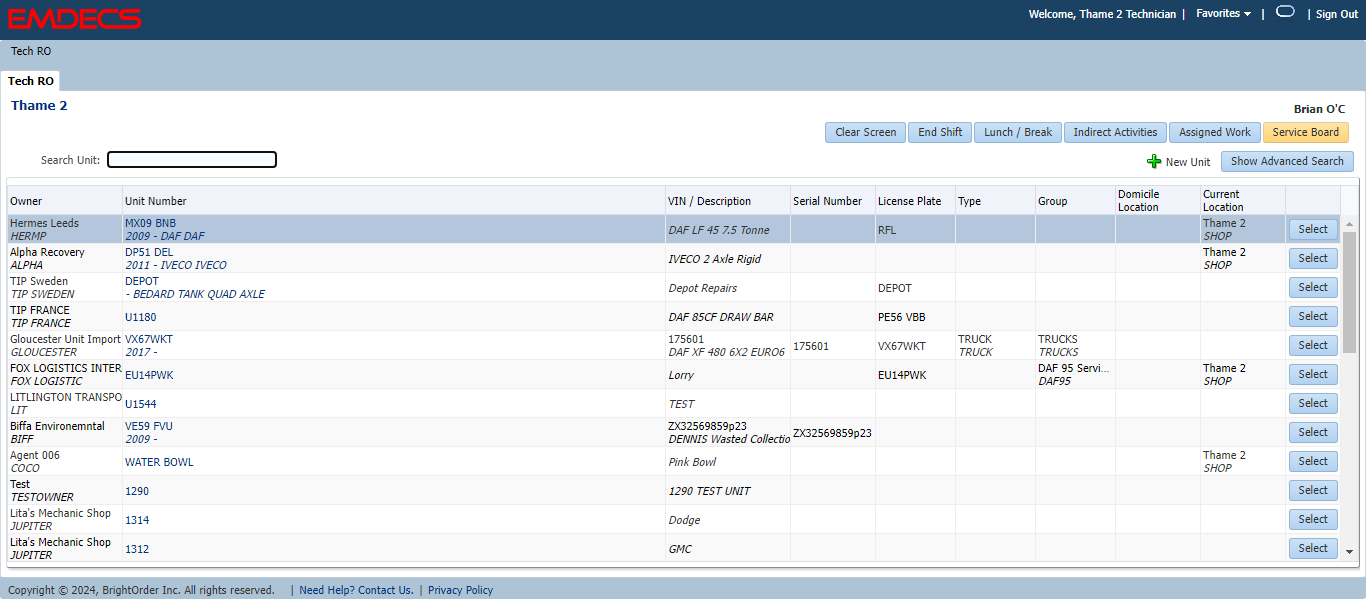 EMDECS
Welcome, Thame 2 Technician | Favorites | | Sign Out
Tech RO
Tech RO
Thame 2
Brian O'C
Clear Screen End Shift Lunch / Break Indirect Activities Assigned Work Service Board
Search Unit: New Unit Show Advanced Search
Owner Unit Number VIN / Description Serial Number License Plate Type Group Domicile Location Current Location
Hermes Leeds MX09 BNB Thame 2
HERMP 2009 - DAF DAF DAF LF 45 7.5 Tonne RFL SHOP Select
Alpha Recovery DP51 DEL Thame 2
ALPHA 2011 - IVECO IVECO IVECO 2 Axle Rigid SHOP Select
TIP Sweden DEPOT
TIP SWEDEN - BEDARD TANK QUAD AXLE Depot Repairs DEPOT Select
TIP FRANCE
TIP FRANCE U1180 DAF 85CF DRAW BAR PE56 VBB Select
Gloucester Unit Import VX67WKT 175601 TRUCK TRUCKS
GLOUCESTER 2017 - DAF XF 480 6X2 EURO6 175601 VX67WKT TRUCK TRUCKS Select
FOX LOGISTICS INTER DAF 95 Servi... Thame 2
FOX LOGISTIC EU14PWK Lorry EU14PWK DAF95 SHOP Select
LITLINGTON TRANSPO
LIT U1544 TEST Select
Biffa Environemntal VE59 FVU ZX32569859p23
BIFF 2009 - DENNIS Wasted Collectio ZX32569859p23 Select
Agent 006 Thame 2
COCO WATER BOWL Pink Bowl SHOP Select
Test
TESTOWNER 1290 1290 TEST UNIT Select
Lita's Mechanic Shop
JUPITER 1314 Dodge Select
Lita's Mechanic Shop
JUPITER 1312 GMC Select
Copyright © 2024, BrightOrder Inc. All rights reserved. | Need Help? Contact Us. | Privacy Policy